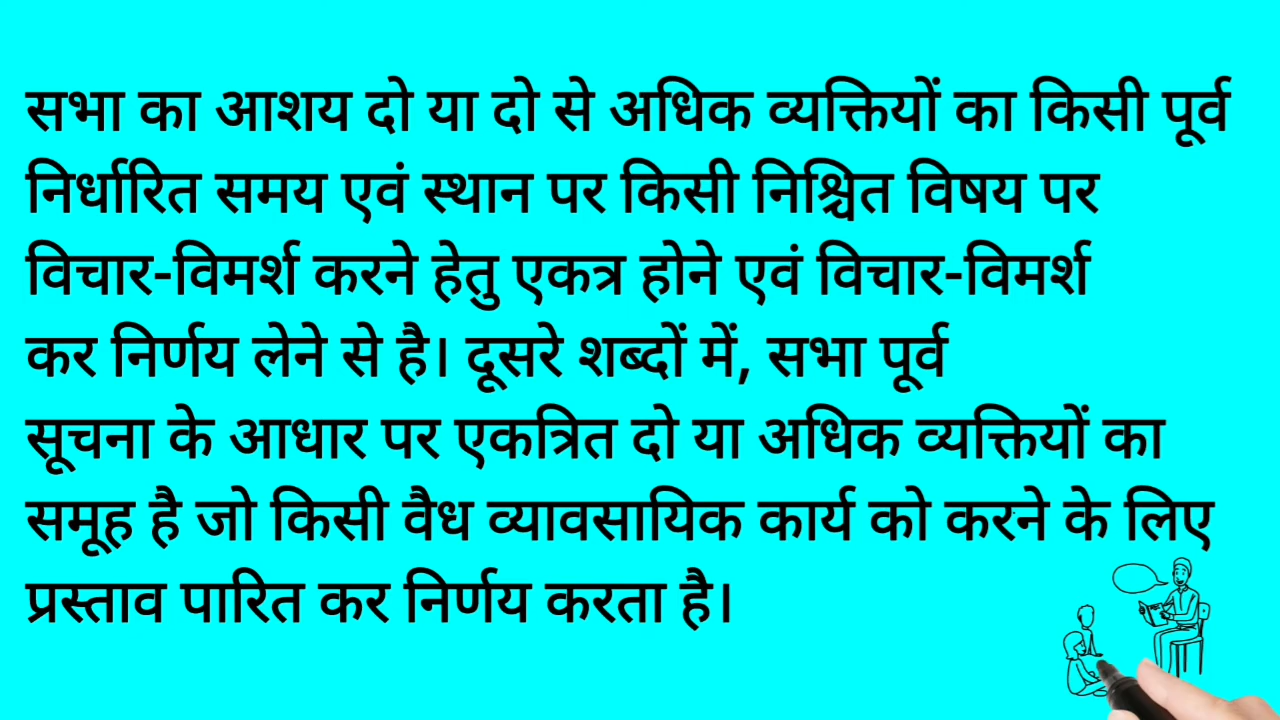 सभा का आशय दो या दो से अधिक व्यक्तियों का किसी पूर्व
निर्धारित समय एवं स्थान पर किसी निश्चित विषय पर
विचार-विमर्श करने हेतु एकत्र होने एवं विचार-विमर्श
कर निर्णय लेने से है। दूसरे शब्दों में, सभा पूर्व
सूचना के आधार पर एकत्रित दो या अधिक व्यक्तियों का
समूह है जो किसी वैध व्यावसायिक कार्य को करने के लिए
प्रस्ताव पारित कर निर्णय करता है।